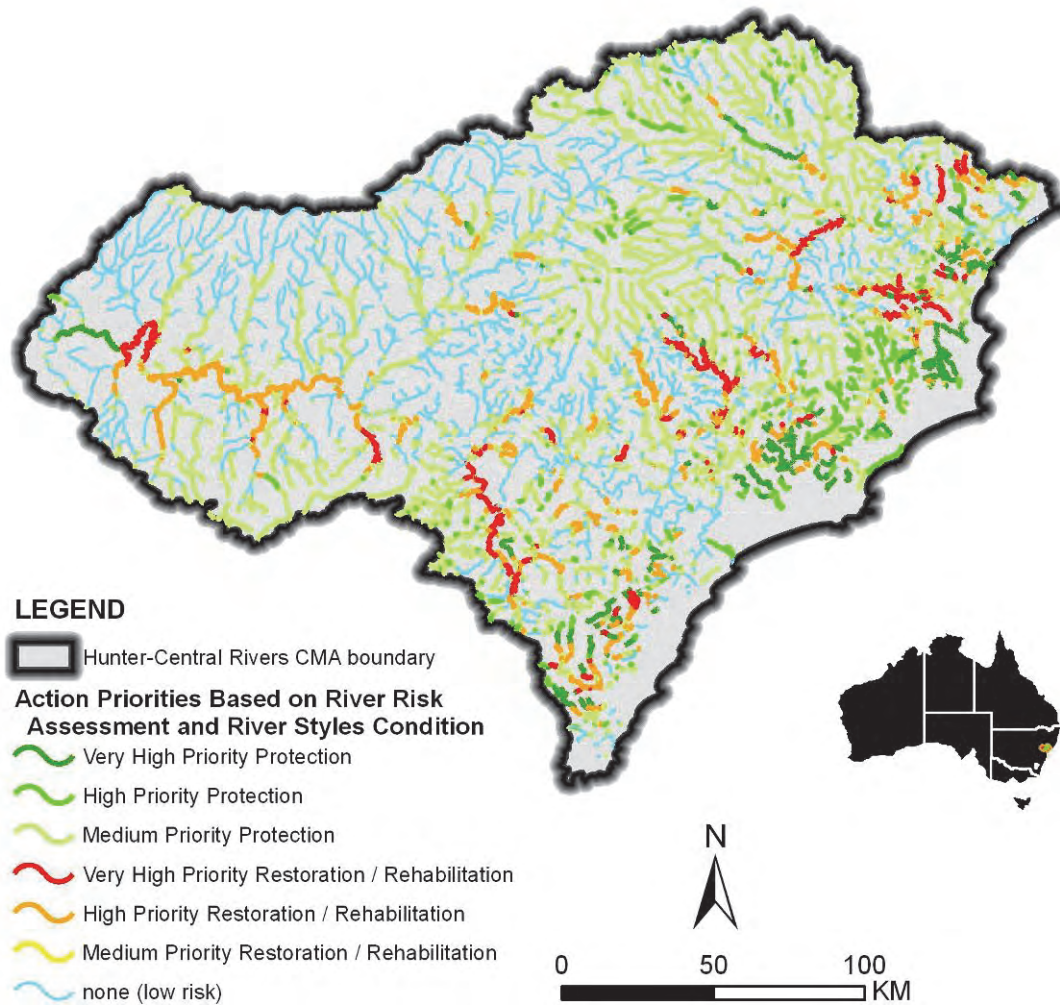 LEGEND
Hunter-Central Rivers CMA boundary
Action Priorities Based on River Risk
Assessment and River Styles Condition
Very High Priority Protection
High Priority Protection
Medium Priority Protection
Very High Priority Restoration / Rehabilitation
High Priority Restoration / Rehabilitation
Medium Priority Restoration / Rehabilitation
none (low risk)
N
0 50 100
KM